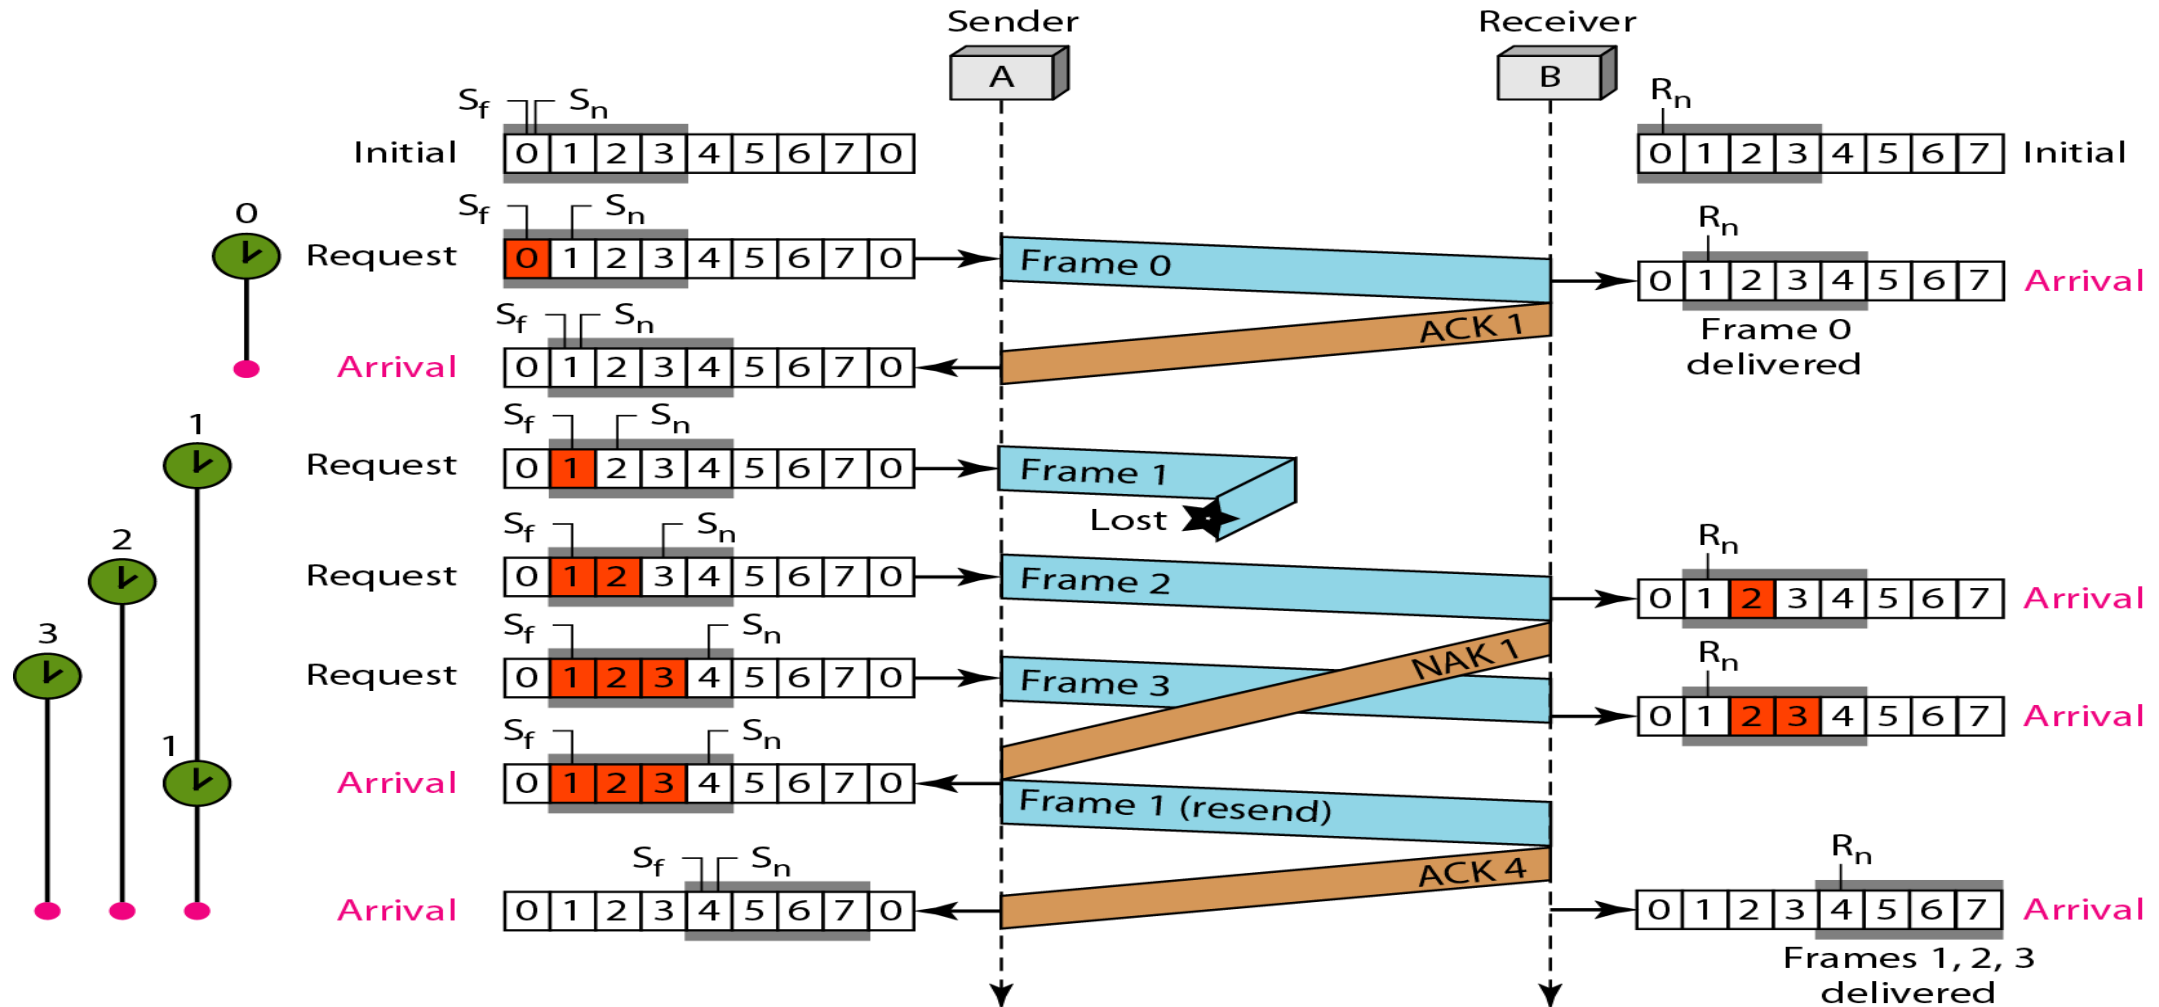 Sender Receiver
A B
Sf Sn Rn
Initial 0 1 2 3 4 5 6 7 0 0 1 2 3 4 5 6 7 Initial
0 Sf Sn Rn
Request 0 1 2 3 4 5 6 7 0 Frame 0 0 1 2 3 4 5 6 7 Arrival
Sf Sn ACK 1 Frame 0
Arrival 0 1 2 3 4 5 6 7 0 delivered
1 Sf Sn
Request 0 1 2 3 4 5 6 7 0 Frame 1
Lost
2 Sf Sn Rn
Request 0 1 2 3 4 5 6 7 0 Frame 2 0 1 2 3 4 5 6 7 Arrival
3 Sf Sn NAK 1 Rn
Request 0 1 2 3 4 5 6 7 0 Frame 3 0 1 2 3 4 5 6 7 Arrival
1 Sf Sn
Arrival 0 1 2 3 4 5 6 7 0 Frame 1 (resend)
Sf Sn ACK 4 Rn
Arrival 0 1 2 3 4 5 6 7 0 0 1 2 3 4 5 6 7 Arrival
Frames 1, 2, 3
delivered